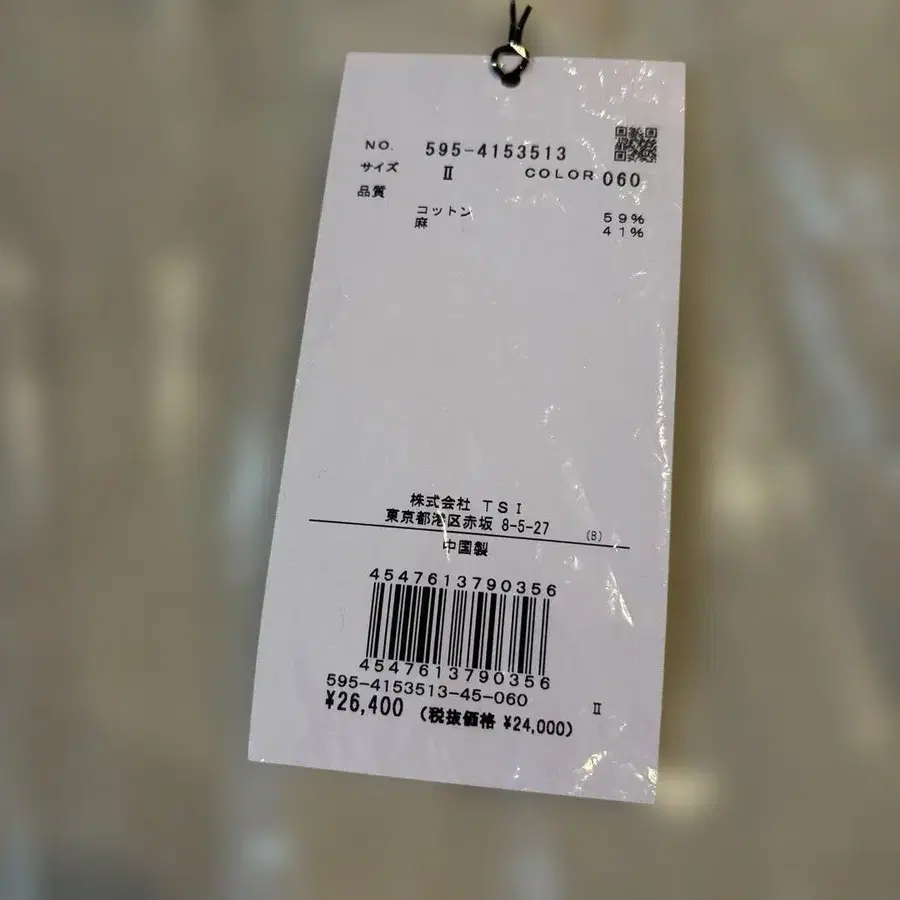 NO. 595-4153513
サイズ Ⅱ COLOR 060
品質
コットン 59%
麻 41%
株式会社 TSI
東京都港区赤坂 8-5-27 (B)
中国製
4547613790356
4547613790356
595-4153513-45-060 Ⅱ
¥26,400 (税抜価格 ¥24,000)